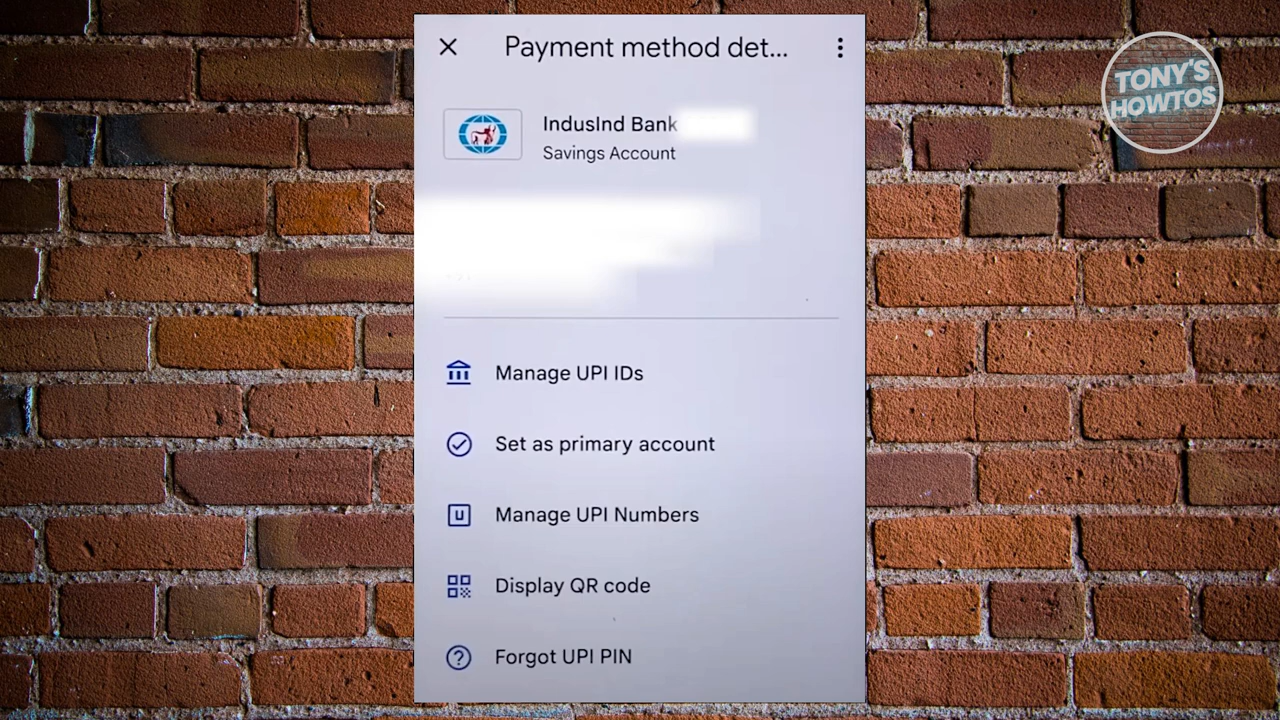 Payment method det...
TONY'S
HOWTOS
IndusInd Bank
Savings Account
Manage UPI IDs
Set as primary account
Manage UPI Numbers
Display QR code
Forgot UPI PIN